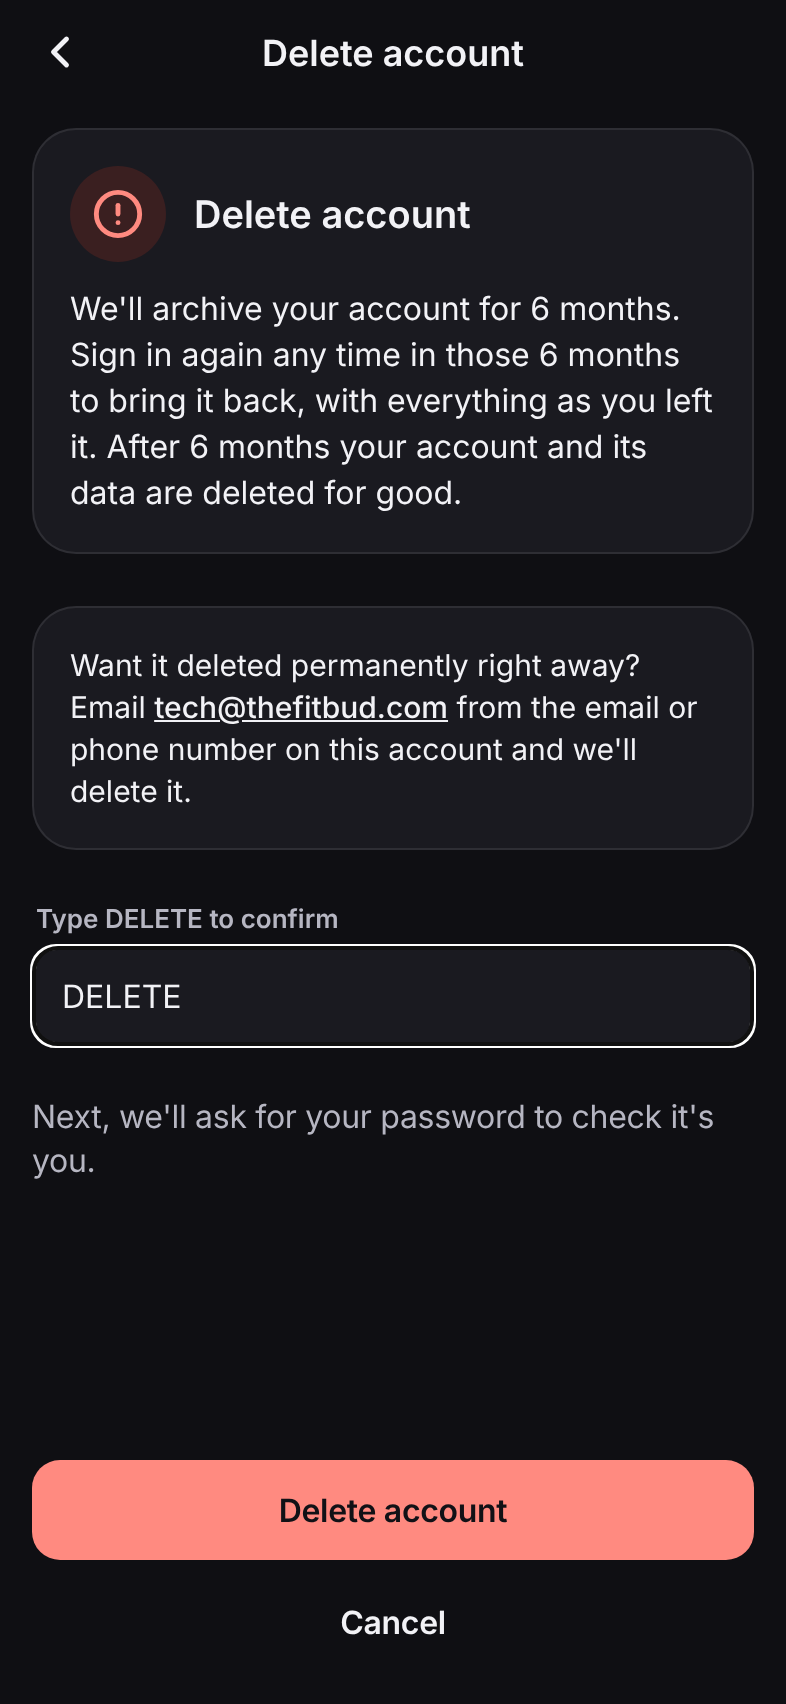 Delete account
Delete account
We'll archive your account for 6 months.
Sign in again any time in those 6 months
to bring it back, with everything as you left
it. After 6 months your account and its
data are deleted for good.
Want it deleted permanently right away?
Email tech@thefitbud.com from the email or
phone number on this account and we'll
delete it.
Type DELETE to confirm
DELETE
Next, we'll ask for your password to check it's
you.
Delete account
Cancel